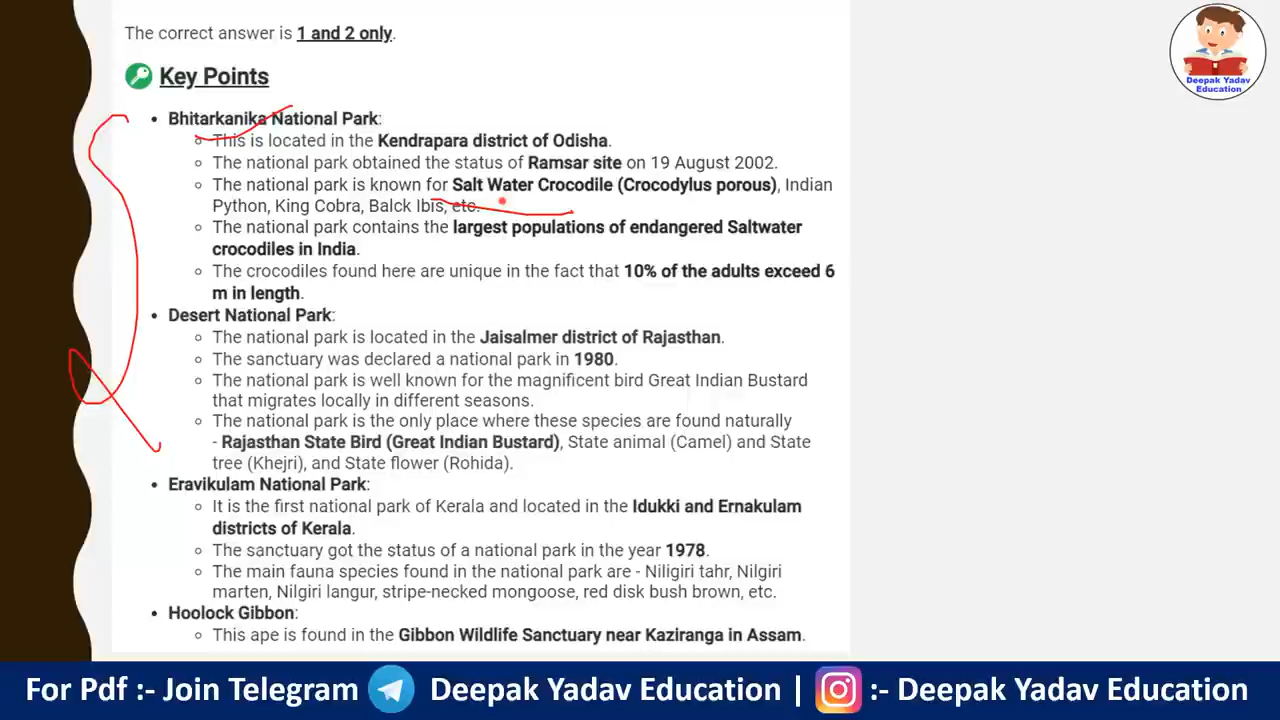 The correct answer is 1 and 2 only.
Key Points
Deepak Yadav
Education
• Bhitarkanika National Park:
◦ This is located in the Kendrapara district of Odisha.
◦ The national park obtained the status of Ramsar site on 19 August 2002.
◦ The national park is known for Salt Water Crocodile (Crocodylus porous), Indian
Python, King Cobra, Balck Ibis, etc.
◦ The national park contains the largest populations of endangered Saltwater
crocodiles in India.
◦ The crocodiles found here are unique in the fact that 10% of the adults exceed 6
m in length.
• Desert National Park:
◦ The national park is located in the Jaisalmer district of Rajasthan.
◦ The sanctuary was declared a national park in 1980.
◦ The national park is well known for the magnificent bird Great Indian Bustard
that migrates locally in different seasons.
◦ The national park is the only place where these species are found naturally
- Rajasthan State Bird (Great Indian Bustard), State animal (Camel) and State
tree (Khejri), and State flower (Rohida).
• Eravikulam National Park:
◦ It is the first national park of Kerala and located in the Idukki and Ernakulam
districts of Kerala.
◦ The sanctuary got the status of a national park in the year 1978.
◦ The main fauna species found in the national park are - Niligiri tahr, Nilgiri
marten, Nilgiri langur, stripe-necked mongoose, red disk bush brown, etc.
• Hoolock Gibbon:
◦ This ape is found in the Gibbon Wildlife Sanctuary near Kaziranga in Assam.
For Pdf :- Join Telegram Deepak Yadav Education | :- Deepak Yadav Education